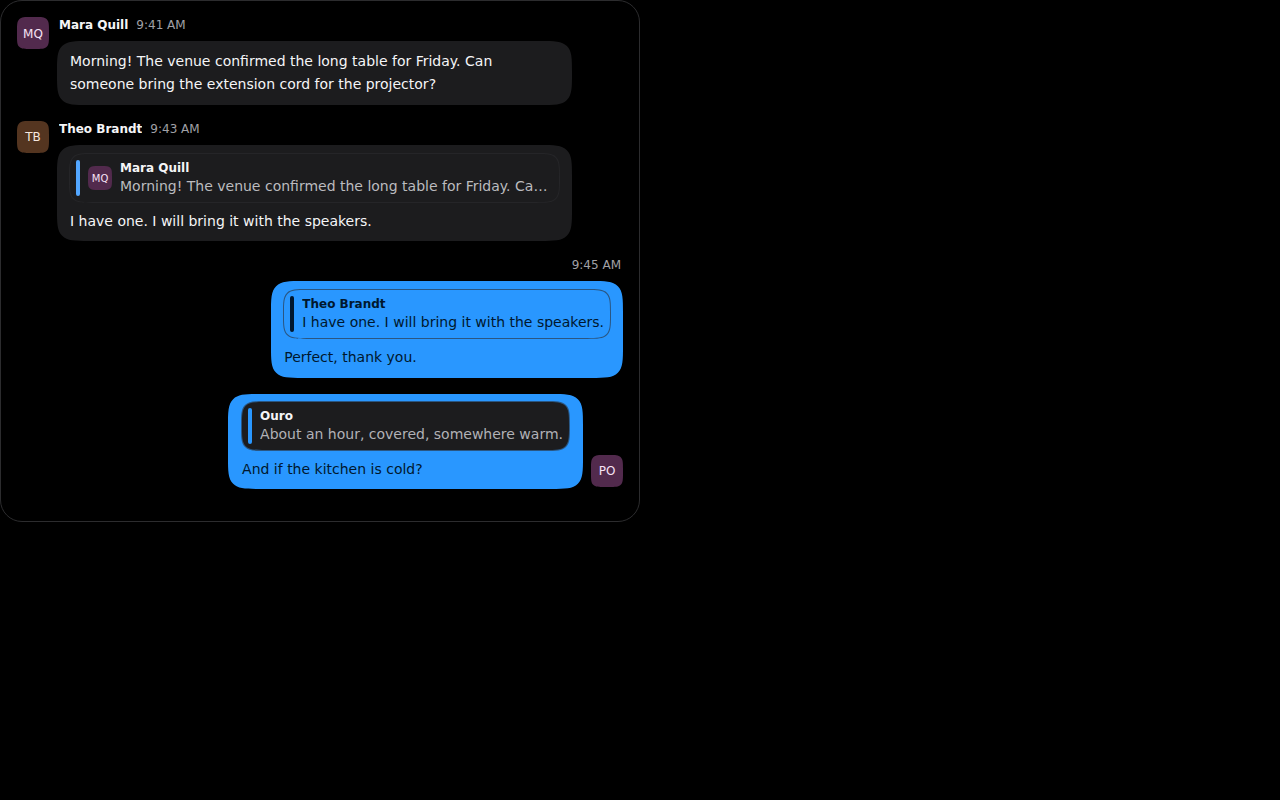 MQ
Mara Quill 9:41 AM
Morning! The venue confirmed the long table for Friday. Can
someone bring the extension cord for the projector?
Theo Brandt 9:43 AM
TB
Mara Quill
MQ
Morning! The venue confirmed the long table for Friday. Ca…
I have one. I will bring it with the speakers.
9:45 AM
Theo Brandt
I have one. I will bring it with the speakers.
Perfect, thank you.
Ouro
About an hour, covered, somewhere warm.
And if the kitchen is cold?
PO